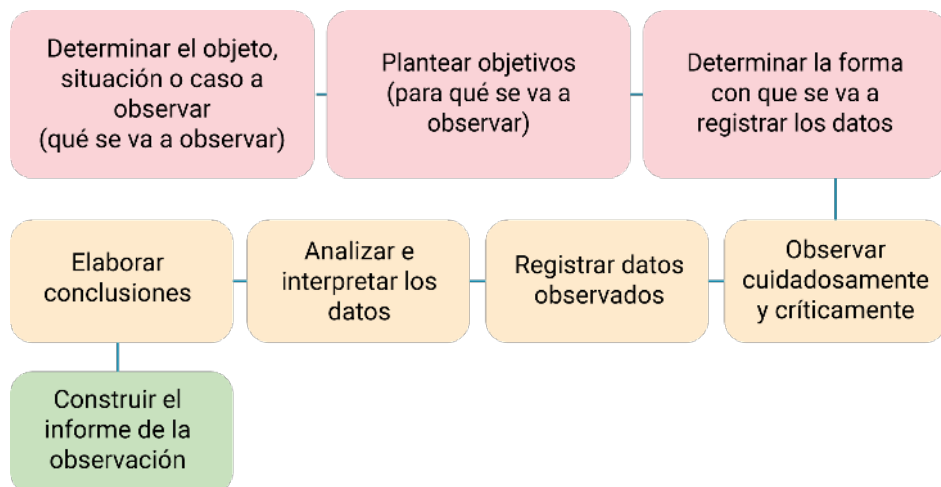 Determinar el objeto,
situación o caso a
observar
(qué se va a observar)
Plantear objetivos
(para qué se va a
observar)
Determinar la forma
con que se va a
registrar los datos
Observar
cuidadosamente
y críticamente
Registrar datos
observados
Analizar e
interpretar los
datos
Elaborar
conclusiones
Construir el
informe de la
observación